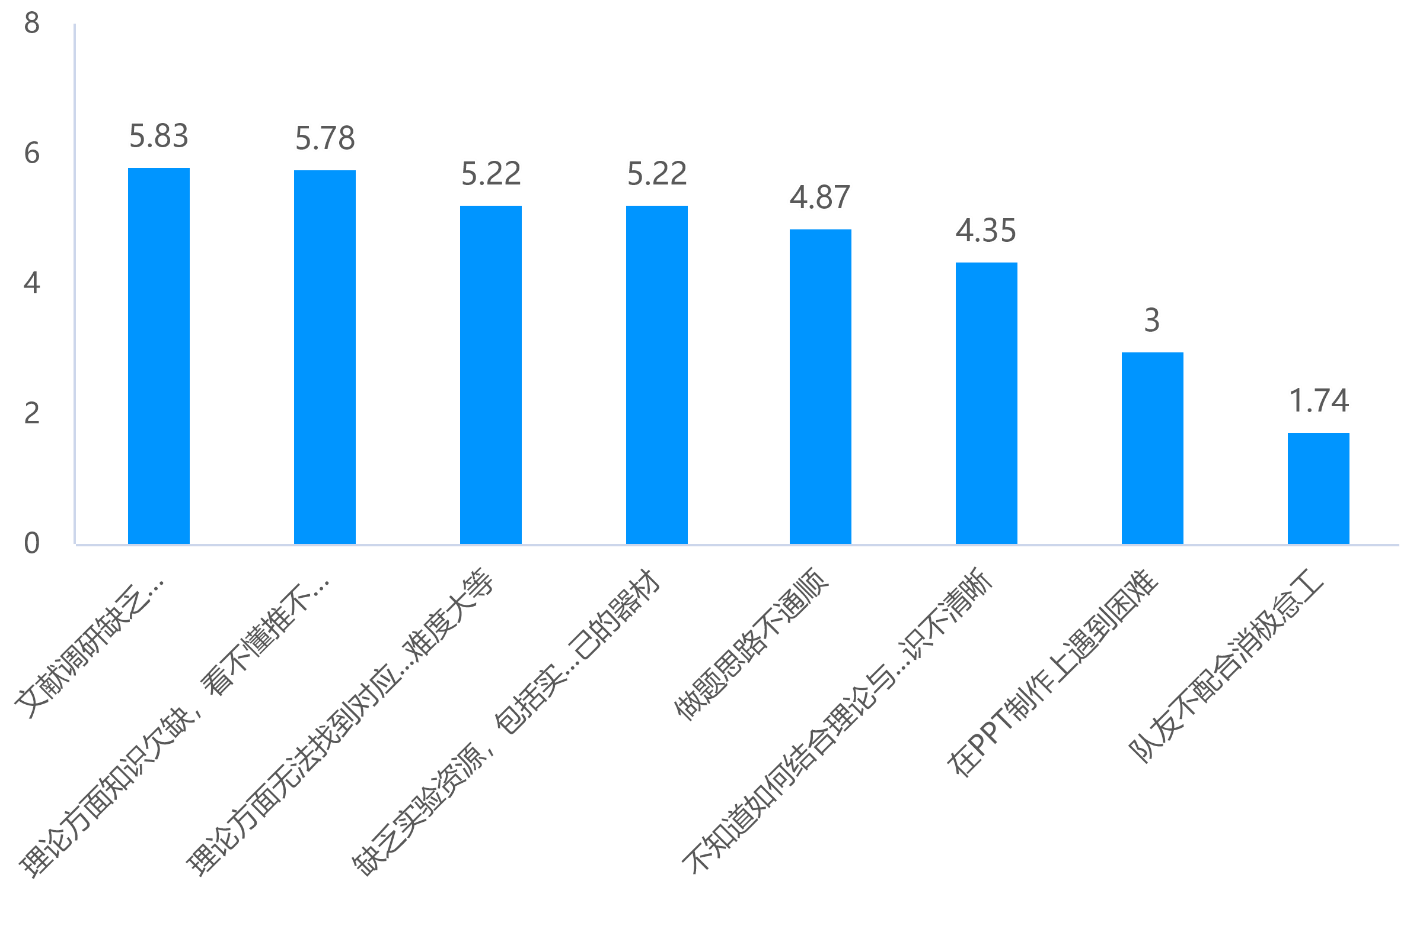 8
6
4
2
0
5.83
5.78
5.22
5.22
4.87
4.35
3
1.74
文献调研缺乏...
理论方面知识欠缺，看不懂推不...
理论方面无法找到对应...难度大等
缺乏实验资源，包括实...己的器材
做题思路不通顺
不知道如何结合理论与...识不清晰
在PPT制作上遇到困难
队友不配合消极怠工